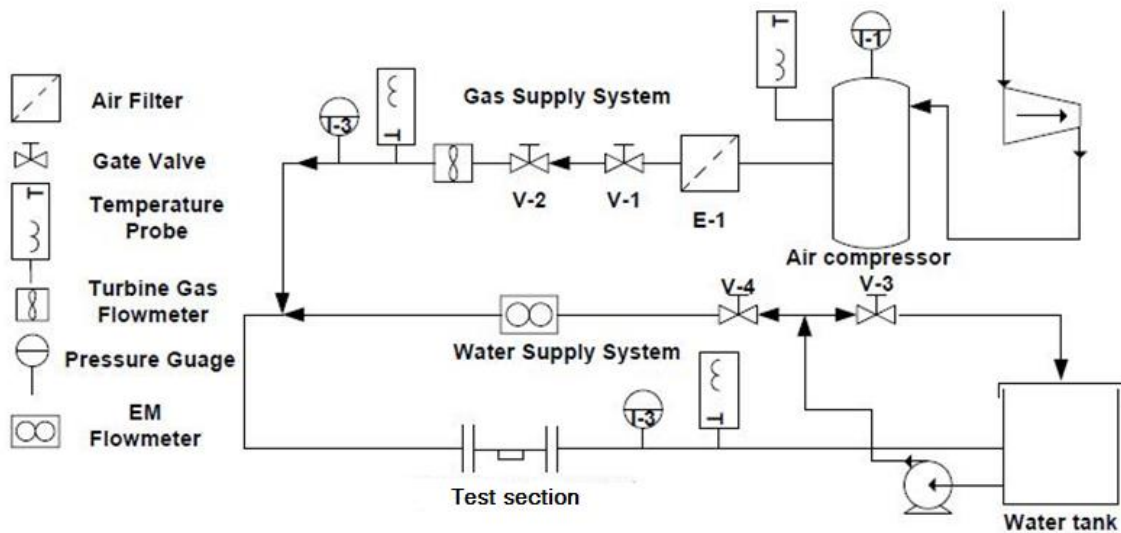 Air Filter
Gate Valve
Temperature
Probe
Turbine Gas
Flowmeter
Pressure Guage
EM
Flowmeter
T
T
I-1
T
Gas Supply System
I-3
T
V-2
V-1
E-1
Air compressor
V-4
V-3
Water Supply System
I-3
T
Test section
Water tank